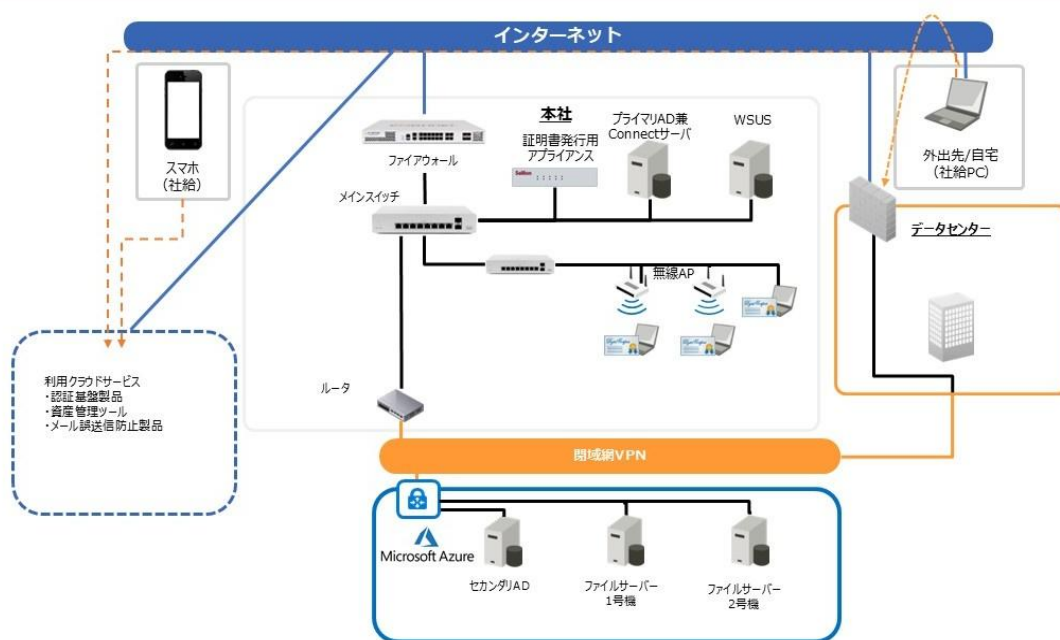 インターネット
スマホ
(社給)
ファイアウォール
本社
証明書発行用
アプライアンス
プライマリAD兼
Connectサーバ
WSUS
外出先/自宅
(社給PC)
メインスイッチ
データセンター
無線AP
利用クラウドサービス
・認証基盤製品
・資産管理ツール
・メール誤送信防止製品
ルータ
閉域網VPN
Microsoft Azure
セカンダリAD
ファイルサーバー
1号機
ファイルサーバー
2号機